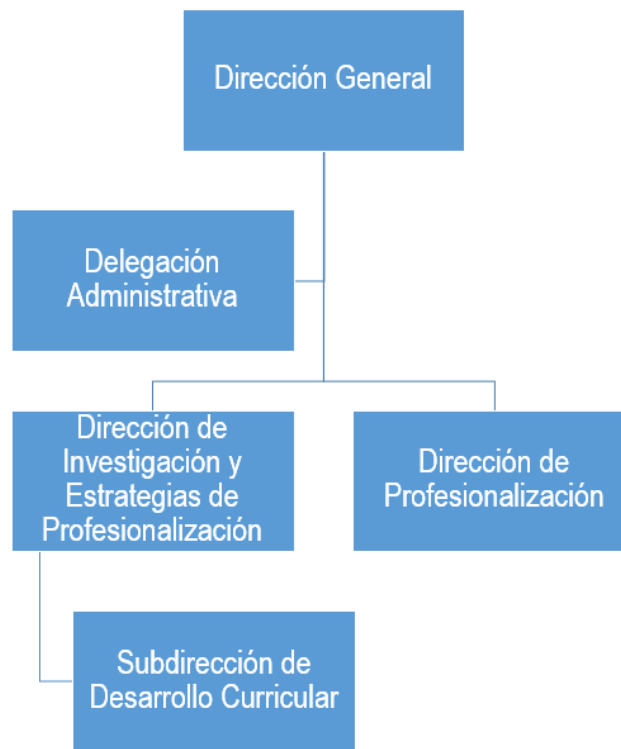 Dirección General
Delegación
Administrativa
Dirección de
Investigación y
Estrategias de
Profesionalización
Dirección de
Profesionalización
Subdirección de
Desarrollo Curricular